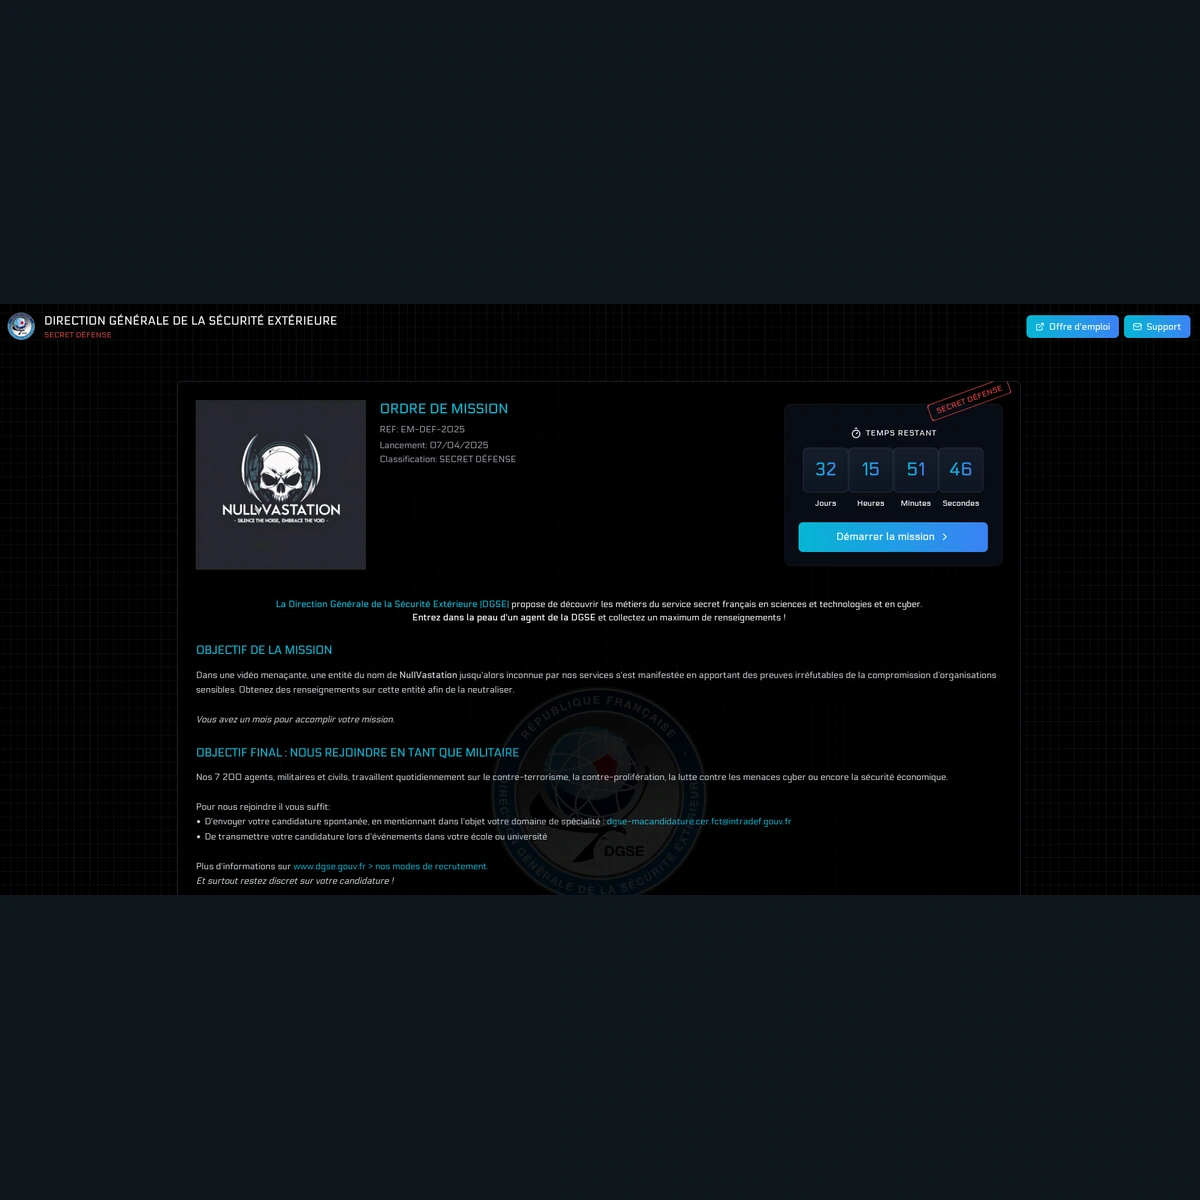 DIRECTION GÉNÉRALE DE LA SÉCURITÉ EXTÉRIEURE
SECRET DÉFENSE
Offre d'emploi
Support
NULLVASTATION
- SILENCE THE NOISE, EMBRACE THE VOID -
ORDRE DE MISSION
REF: EM-DEF-2025
Lancement: 07/04/2025
Classification: SECRET DÉFENSE
SECRET DÉFENSE
TEMPS RESTANT
32 15 51 46
Jours Heures Minutes Secondes
Démarrer la mission
La Direction Générale de la Sécurité Extérieure (DGSE) propose de découvrir les métiers du service secret français en sciences et technologies et en cyber.
Entrez dans la peau d'un agent de la DGSE et collectez un maximum de renseignements !
OBJECTIF DE LA MISSION
Dans une vidéo menaçante, une entité du nom de NullVastation jusqu'alors inconnue par nos services s'est manifestée en apportant des preuves irréfutables de la compromission d'organisations
sensibles. Obtenez des renseignements sur cette entité afin de la neutraliser.
Vous avez un mois pour accomplir votre mission.
OBJECTIF FINAL : NOUS REJOINDRE EN TANT QUE MILITAIRE
Nos 7 200 agents, militaires et civils, travaillent quotidiennement sur le contre-terrorisme, la contre-prolifération, la lutte contre les menaces cyber ou encore la sécurité économique.
Pour nous rejoindre il vous suffit:
• D'envoyer votre candidature spontanée, en mentionnant dans l'objet votre domaine de spécialité : dgse-macandidature.cer.fct@intradef.gouv.fr
• De transmettre votre candidature lors d'événements dans votre école ou université
Plus d'informations sur www.dgse.gouv.fr > nos modes de recrutement.
Et surtout restez discret sur votre candidature !
RÉPUBLIQUE FRANÇAISE
DGSE
GÉNÉRALE DE LA SÉCURITÉ